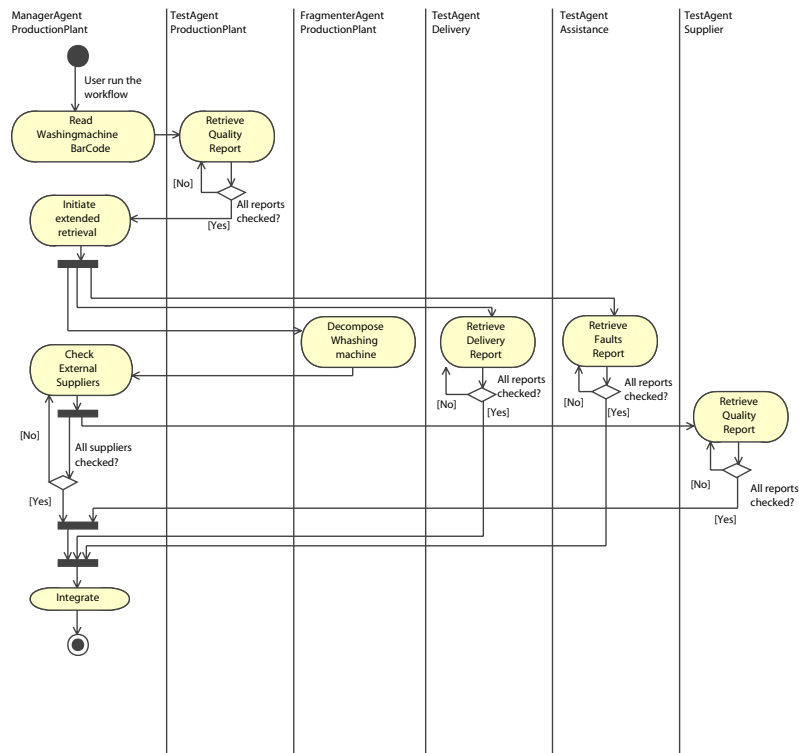 ManagerAgent
ProductionPlant
TestAgent
ProductionPlant
FragmenterAgent
ProductionPlant
TestAgent
Delivery
TestAgent
Assistance
TestAgent
Supplier
User run the
workflow
Read
Washingmachine
BarCode
Retrieve
Quality
Report
[No]
All reports
checked?
[Yes]
Initiate
extended
retrieval
Decompose
Whashing
machine
Retrieve
Delivery
Report
All reports
checked?
[No]
[Yes]
Retrieve
Faults
Report
All reports
checked?
[No]
[Yes]
Check
External
Suppliers
[No]
All suppliers
checked?
[Yes]
Retrieve
Quality
Report
[No]
All reports
checked?
[Yes]
Integrate